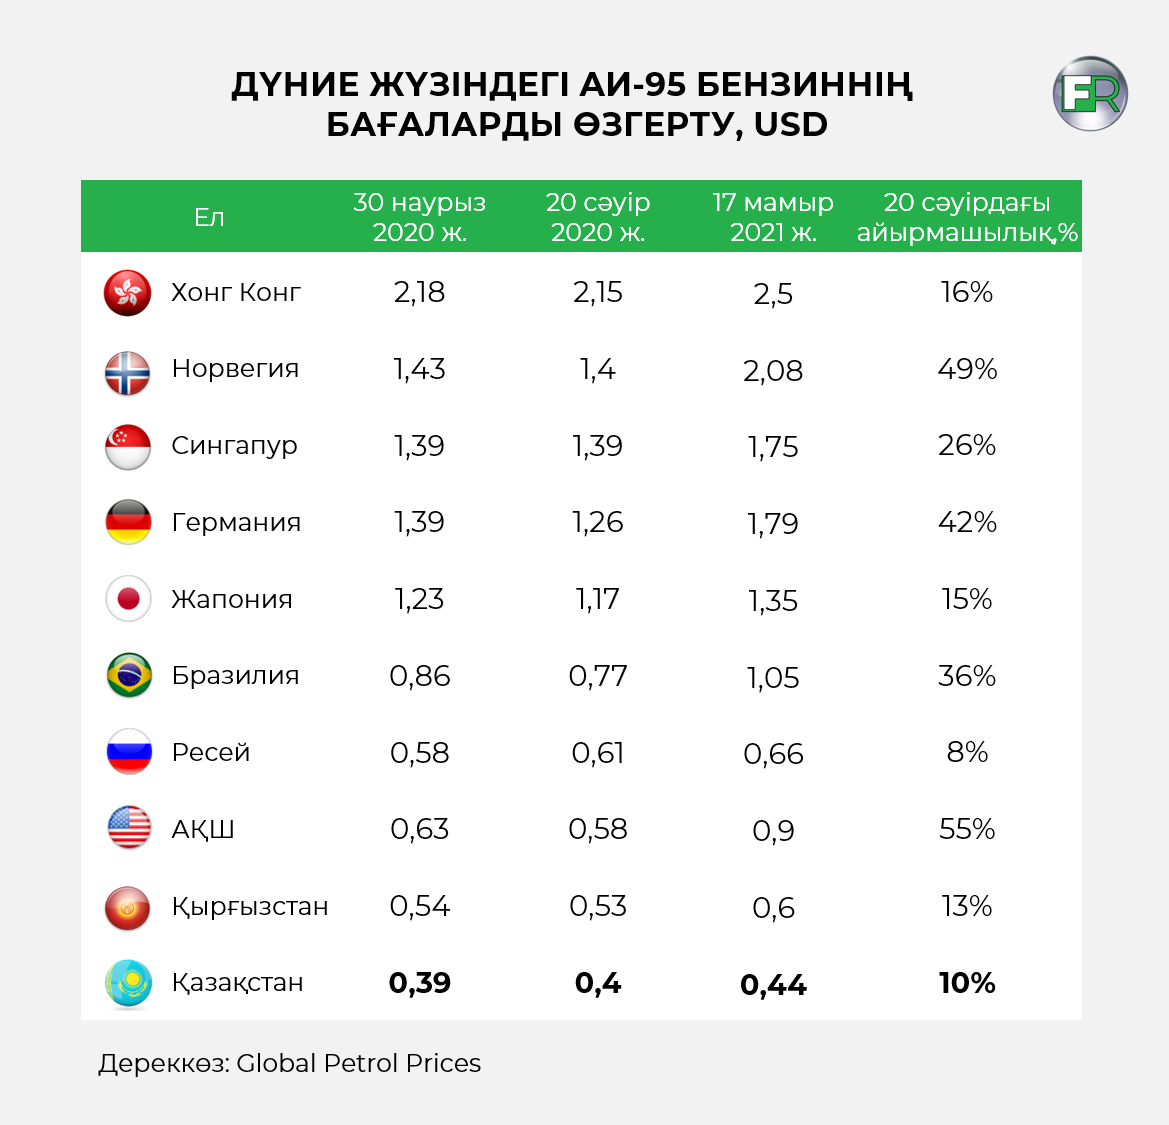 ДҮНИЕ ЖҮЗІНДЕГІ АИ-95 БЕНЗИННІҢ
БАҒАЛАРДЫ ӨЗГЕРТУ, USD
FR
Ел 30 наурыз 2020 ж. 20 сәуір 2020 ж. 17 мамыр 2021 ж. 20 сәуірдағы айырмашылық,%
Хонг Конг 2,18 2,15 2,5 16%
Норвегия 1,43 1,4 2,08 49%
Сингапур 1,39 1,39 1,75 26%
Германия 1,39 1,26 1,79 42%
Жапония 1,23 1,17 1,35 15%
Бразилия 0,86 0,77 1,05 36%
Ресей 0,58 0,61 0,66 8%
АҚШ 0,63 0,58 0,9 55%
Қырғызстан 0,54 0,53 0,6 13%
Қазақстан 0,39 0,4 0,44 10%
Дереккөз: Global Petrol Prices